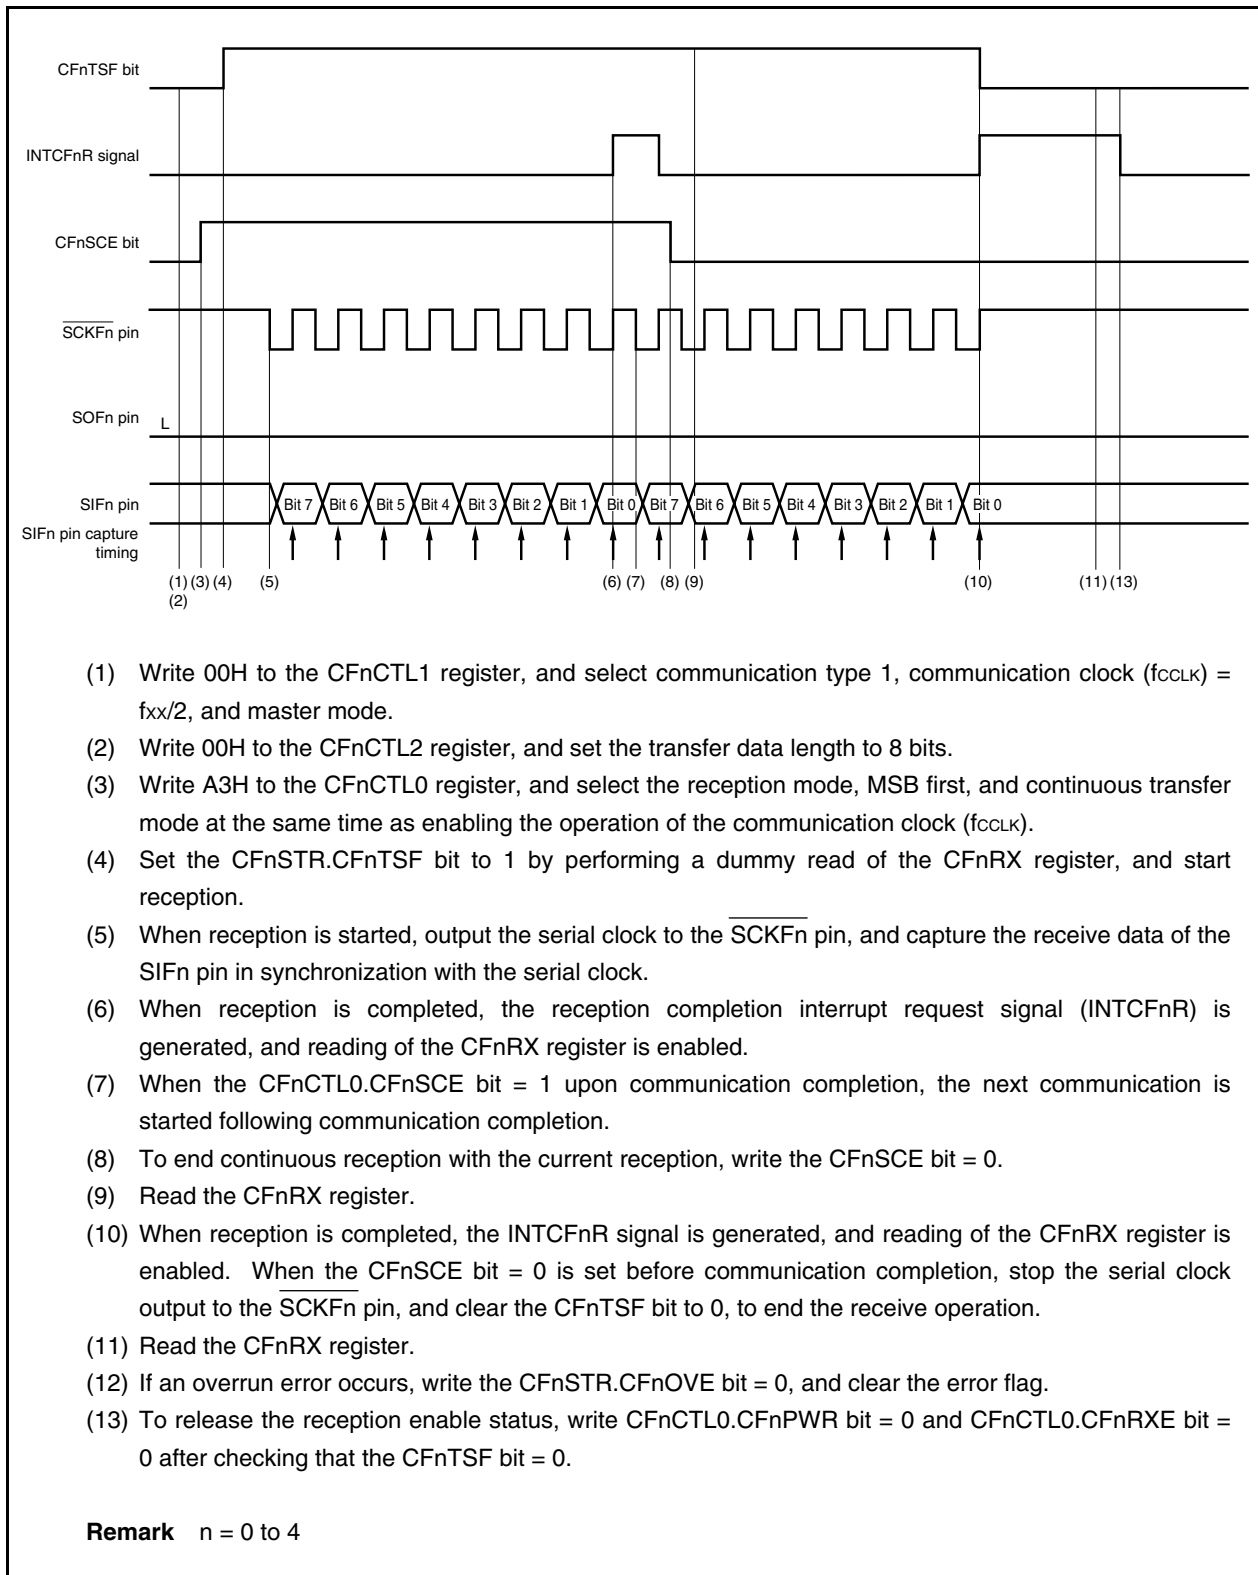 CFnTSF bit
INTCFnR signal
CFnSCE bit
SCKFn pin
SOFn pin L
SIFn pin Bit 7 Bit 6 Bit 5 Bit 4 Bit 3 Bit 2 Bit 1 Bit 0 Bit 7 Bit 6 Bit 5 Bit 4 Bit 3 Bit 2 Bit 1 Bit 0
SIFn pin capture
timing
(1) (3) (4) (5) (6) (7) (8) (9) (10) (11) (13)
(2)
(1) Write 00H to the CFnCTL1 register, and select communication type 1, communication clock (fCCLK) =
fxx/2, and master mode.
(2) Write 00H to the CFnCTL2 register, and set the transfer data length to 8 bits.
(3) Write A3H to the CFnCTL0 register, and select the reception mode, MSB first, and continuous transfer
mode at the same time as enabling the operation of the communication clock (fCCLK).
(4) Set the CFnSTR.CFnTSF bit to 1 by performing a dummy read of the CFnRX register, and start
reception.
(5) When reception is started, output the serial clock to the SCKFn pin, and capture the receive data of the
SIFn pin in synchronization with the serial clock.
(6) When reception is completed, the reception completion interrupt request signal (INTCFnR) is
generated, and reading of the CFnRX register is enabled.
(7) When the CFnCTL0.CFnSCE bit = 1 upon communication completion, the next communication is
started following communication completion.
(8) To end continuous reception with the current reception, write the CFnSCE bit = 0.
(9) Read the CFnRX register.
(10) When reception is completed, the INTCFnR signal is generated, and reading of the CFnRX register is
enabled. When the CFnSCE bit = 0 is set before communication completion, stop the serial clock
output to the SCKFn pin, and clear the CFnTSF bit to 0, to end the receive operation.
(11) Read the CFnRX register.
(12) If an overrun error occurs, write the CFnSTR.CFnOVE bit = 0, and clear the error flag.
(13) To release the reception enable status, write CFnCTL0.CFnPWR bit = 0 and CFnCTL0.CFnRXE bit =
0 after checking that the CFnTSF bit = 0.
Remark n = 0 to 4